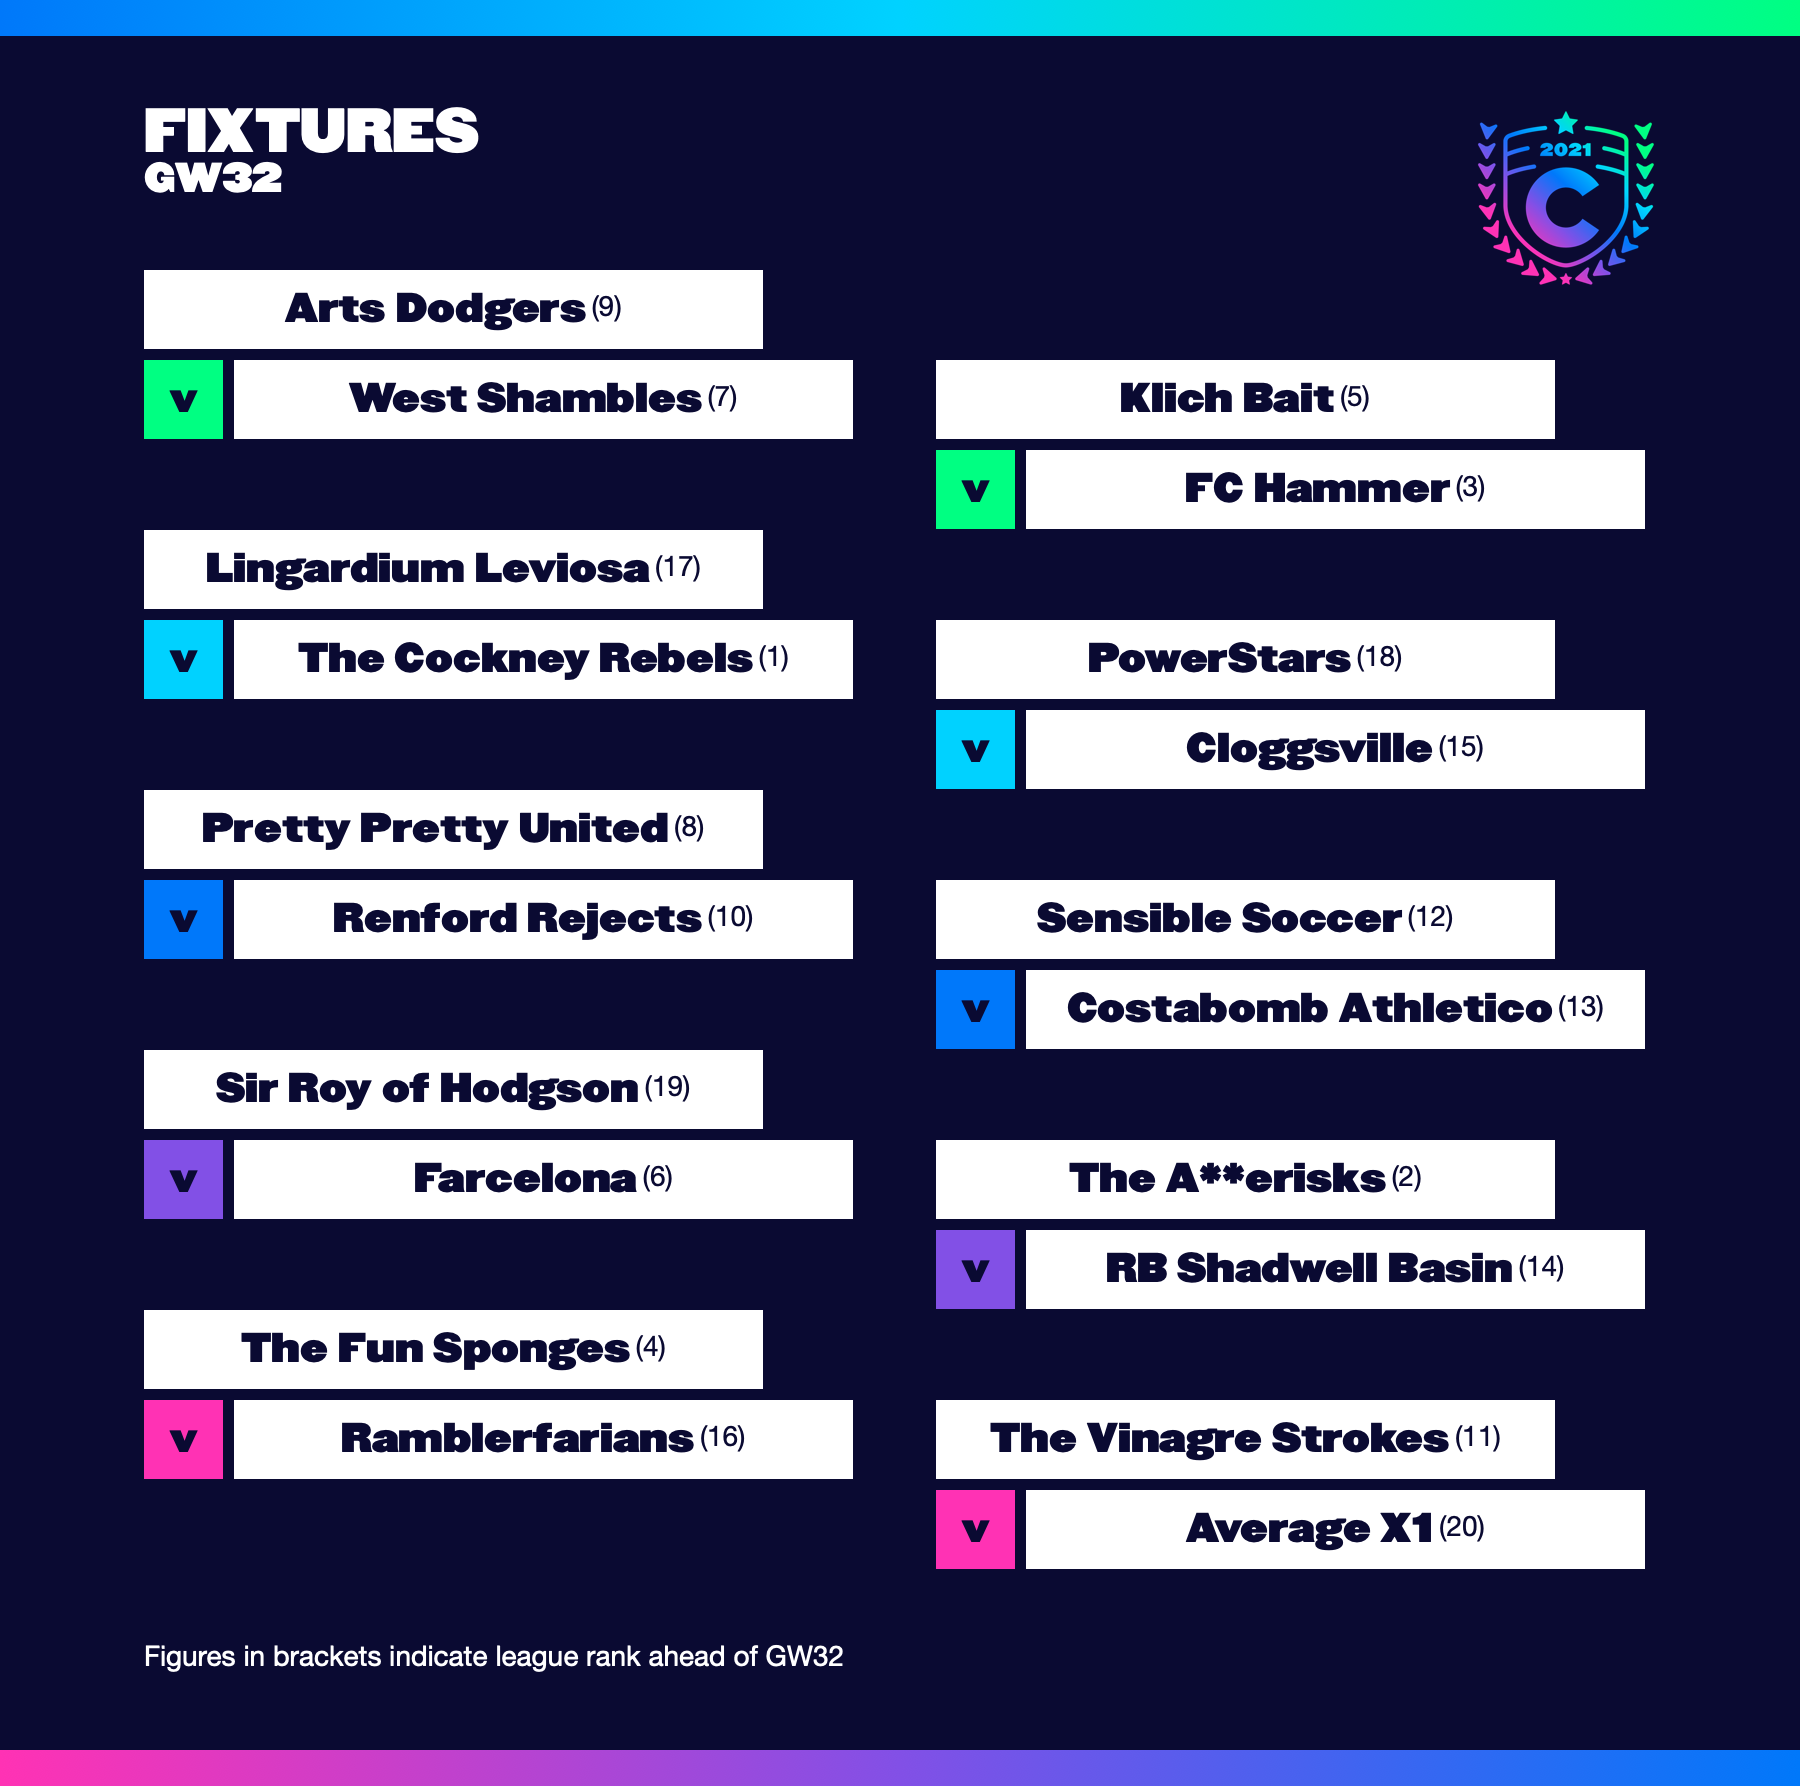 FIXTURES
GW32
2021
C
Arts Dodgers (9)
v West Shambles (7)
Lingardium Leviosa (17)
v The Cockney Rebels (1)
Pretty Pretty United (8)
v Renford Rejects (10)
Sir Roy of Hodgson (19)
v Farcelona (6)
The Fun Sponges (4)
v Ramblerfarians (16)
Klich Bait (5)
v FC Hammer (3)
PowerStars (18)
v Cloggsville (15)
Sensible Soccer (12)
v Costabomb Athletico (13)
The A**erisks (2)
v RB Shadwell Basin (14)
The Vinagre Strokes (11)
v Average X1 (20)
Figures in brackets indicate league rank ahead of GW32